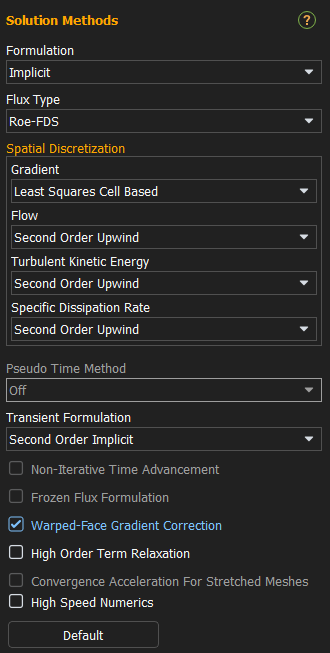 Solution Methods
?
Formulation
Implicit
Flux Type
Roe-FDS
Spatial Discretization
Gradient
Least Squares Cell Based
Flow
Second Order Upwind
Turbulent Kinetic Energy
Second Order Upwind
Specific Dissipation Rate
Second Order Upwind
Pseudo Time Method
Off
Transient Formulation
Second Order Implicit
Non-Iterative Time Advancement
Frozen Flux Formulation
Warped-Face Gradient Correction
High Order Term Relaxation
Convergence Acceleration For Stretched Meshes
High Speed Numerics
Default